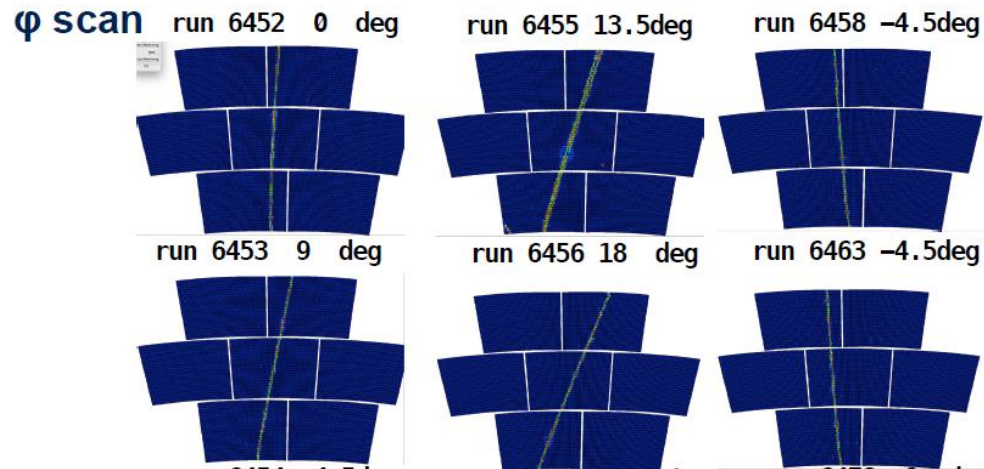 φ scan
run 6452 0 deg
run 6455 13.5deg
run 6458 −4.5deg
run 6453 9 deg
run 6456 18 deg
run 6463 −4.5deg